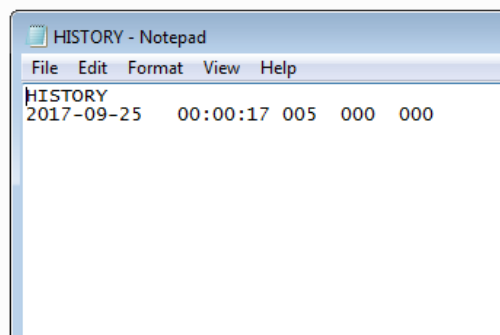 HISTORY - Notepad
File Edit Format View Help
HISTORY
2017-09-25 00:00:17 005 000 000